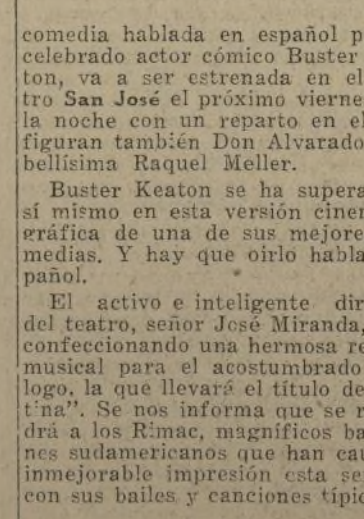 comedia hablada en español p
celebrado actor cómico Buster
ton, va a ser estrenada en el
tro San José el próximo vierne
la noche con un reparto en el
figuran también Don Alvarado
bellísima Raquel Meller.
Buster Keaton se ha supera
sí mismo en esta versión cinem
gráfica de una de sus mejore
medias. Y hay que oirlo habla
pañol.
El activo e inteligente dir
del teatro, señor José Miranda,
confeccionando una hermosa re
musical para el acostumbrado
logo, la que llevará el título de
tina". Se nos informa que se r
drá a los Rimac, magníficos ba
nes sudamericanos que han cau
inmejorable impresión esta se
con sus bailes y canciones típic